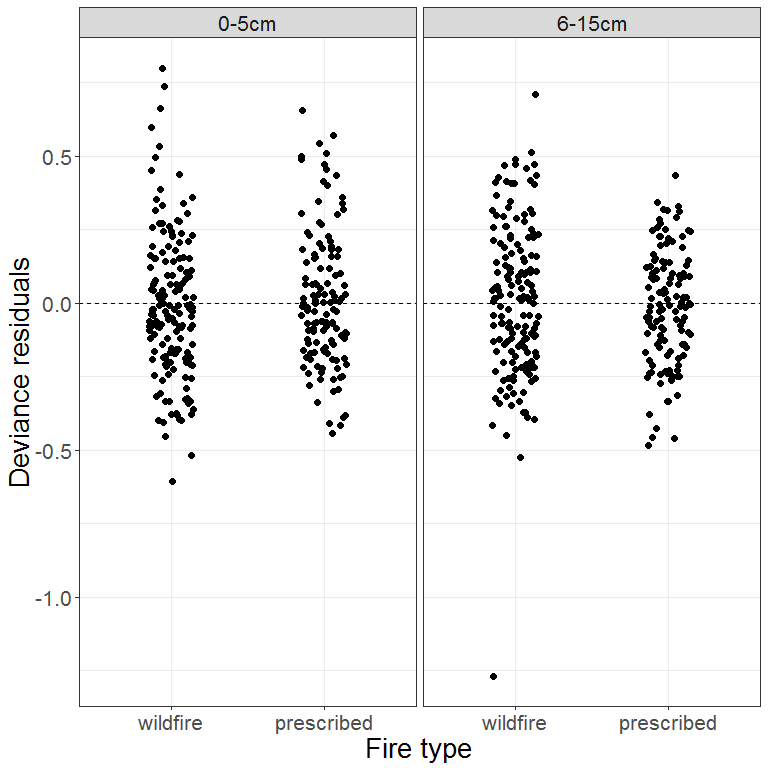 0-5cm
6-15cm
Deviance residuals
0.5
0.0
-0.5
-1.0
wildfire
prescribed
wildfire
prescribed
Fire type